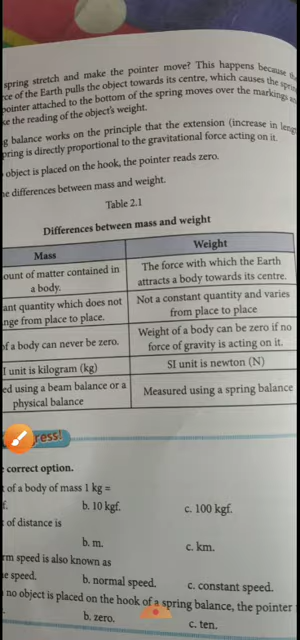 spring stretch and make the pointer move? This happens because
ce of the Earth pulls the object towards its centre, which causes the
pointer attached to the bottom of the spring moves over the markings
ke the reading of the object's weight.
g balance works on the principle that the extension (increase in
pring is directly proportional to the gravitational force acting on it.
object is placed on the hook, the pointer reads zero.
he differences between mass and weight.
Table 2.1
Differences between mass and weight
Mass
Weight
ount of matter contained in
a body.
The force with which the Earth
attracts a body towards its centre.
ant quantity which does not
nge from place to place.
Not a constant quantity and varies
from place to place
of a body can never be zero.
Weight of a body can be zero if no
force of gravity is acting on it.
I unit is kilogram (kg)
SI unit is newton (N)
ed using a beam balance or a
physical balance
Measured using a spring balance
ress!
correct option.
of a body of mass 1 kg =
f.
b. 10 kgf.
c. 100 kgf.
of distance is
b. m.
c. km.
rm speed is also known as
e speed.
b. normal speed.
c. constant speed.
no object is placed on the hook of a spring balance, the pointer
b. zero.
c. ten.